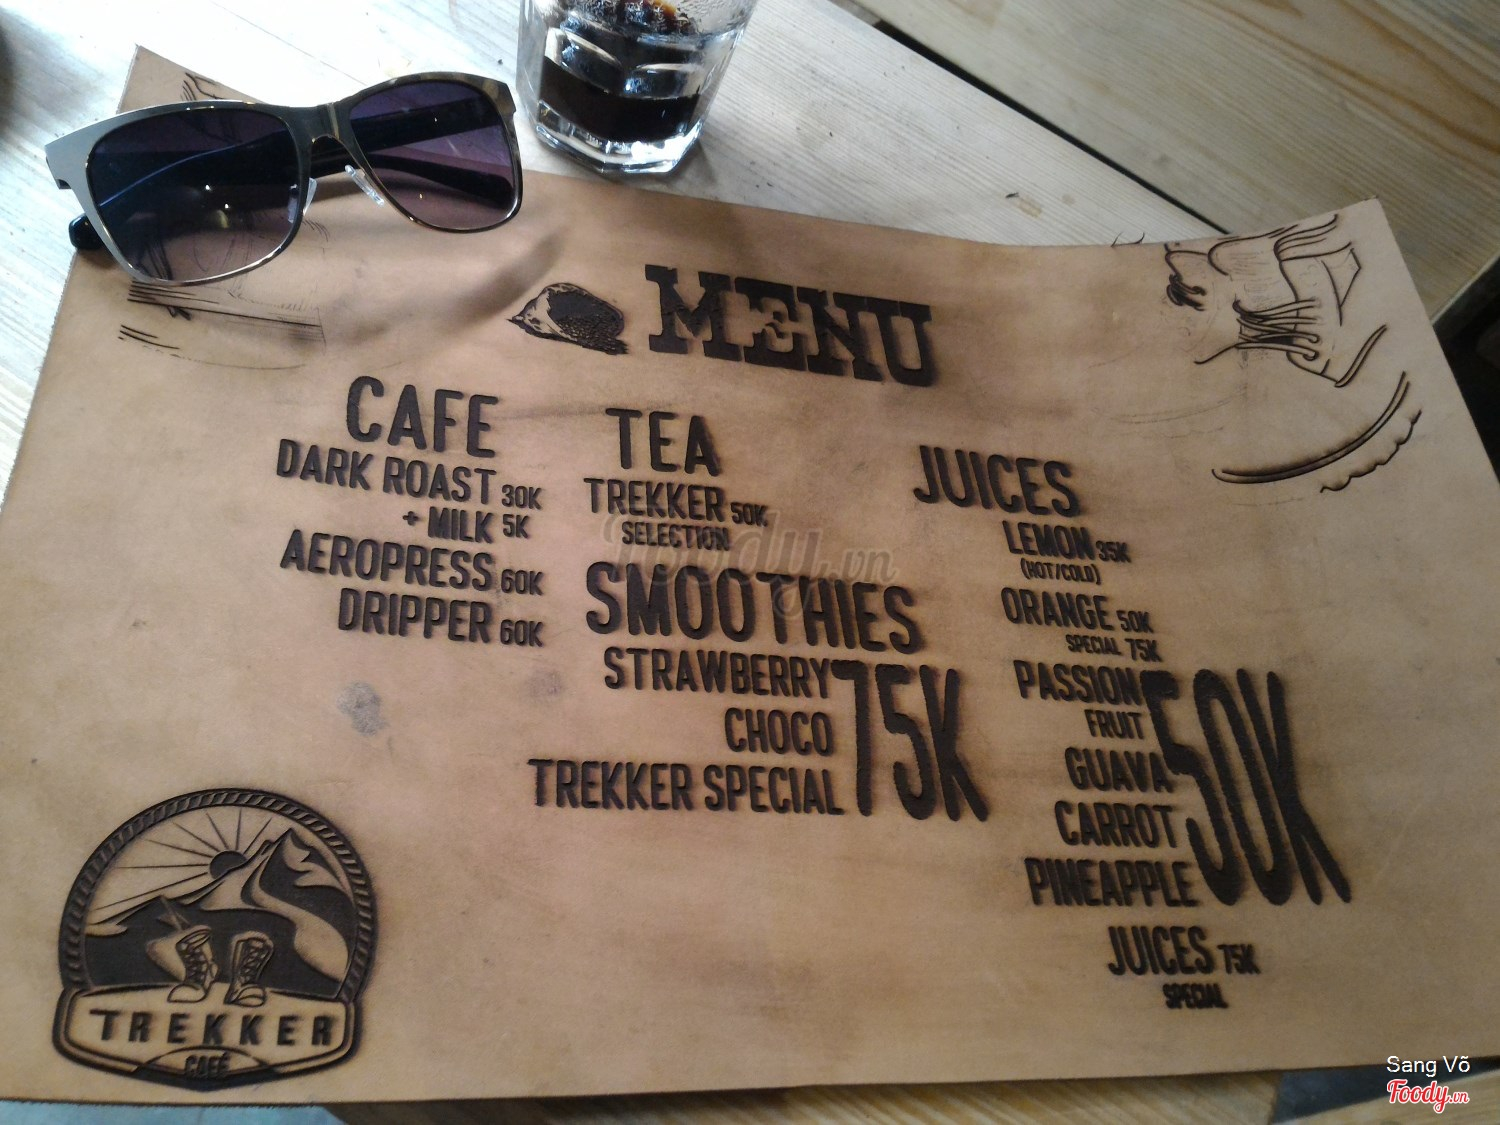 MENU
CAFE
DARK ROAST 30K
+ MILK 5K
AEROPRESS 60K
DRIPPER 60K
TEA
TREKKER 50K
SELECTION
SMOOTHIES
STRAWBERRY
CHOCO
TREKKER SPECIAL
75K
JUICES
LEMON 35K
(HOT/COLD)
ORANGE 50K
SPECIAL 75K
PASSION
FRUIT
GUAVA
CARROT
PINEAPPLE
50K
JUICES 75K
SPECIAL
TREKKER
CAFÉ
Foody.vn
Sang Võ
Foody.vn